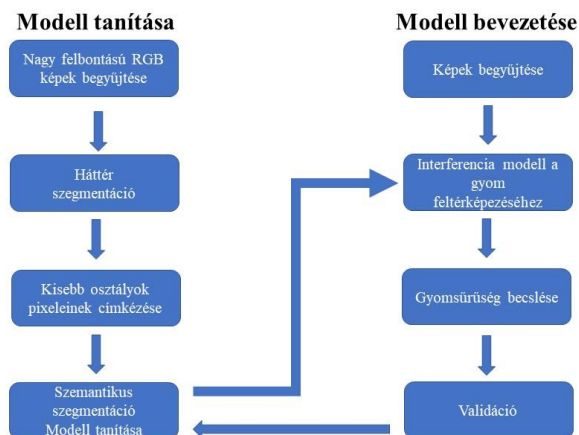 Modell tanítása
Nagy felbontású RGB
képek begyűjtése
Háttér
szegmentáció
Kisebb osztályok
pixeleinek címkézése
Szemantikus
szegmentáció
Modell tanítása
Modell bevezetése
Képek begyűjtése
Interferencia modell a
gyom
feltérképezéséhez
Gyomsűrűség becslése
Validáció